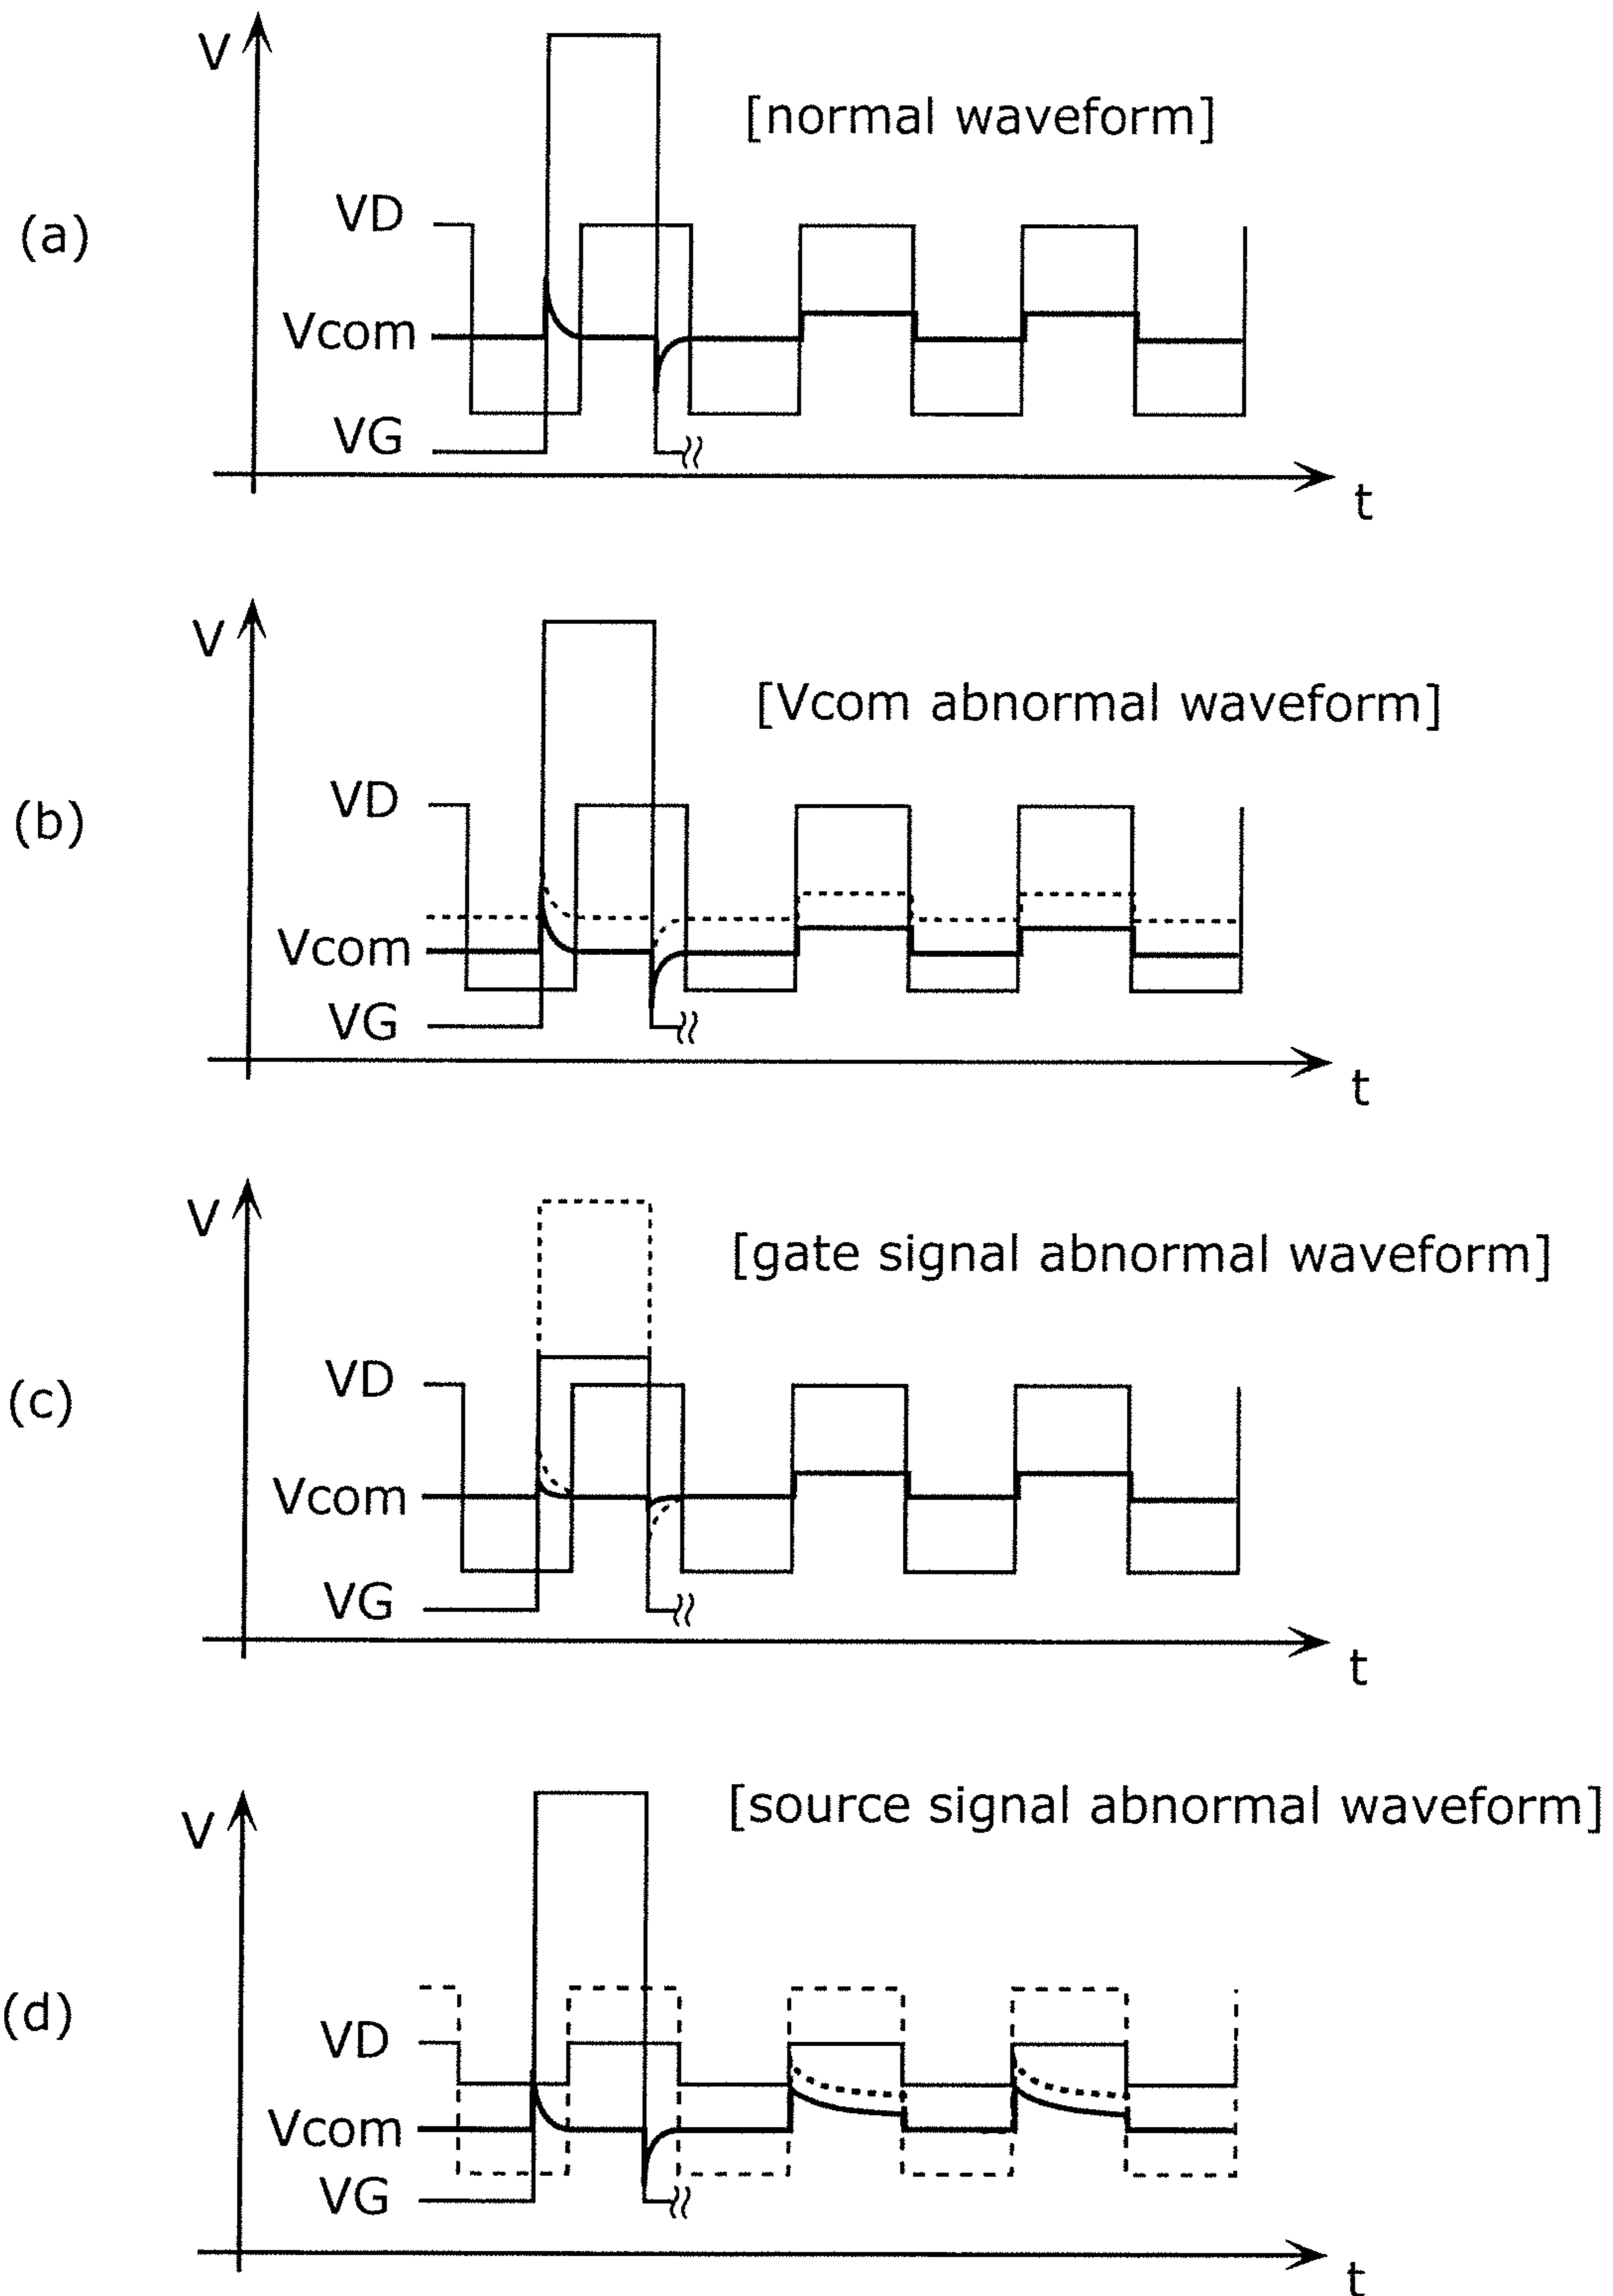 V
[normal waveform]
(a)
VD
Vcom
VG
t
V
[Vcom abnormal waveform]
(b)
VD
Vcom
VG
t
V
[gate signal abnormal waveform]
(c)
VD
Vcom
VG
t
V
[source signal abnormal waveform]
(d)
VD
Vcom
VG
t